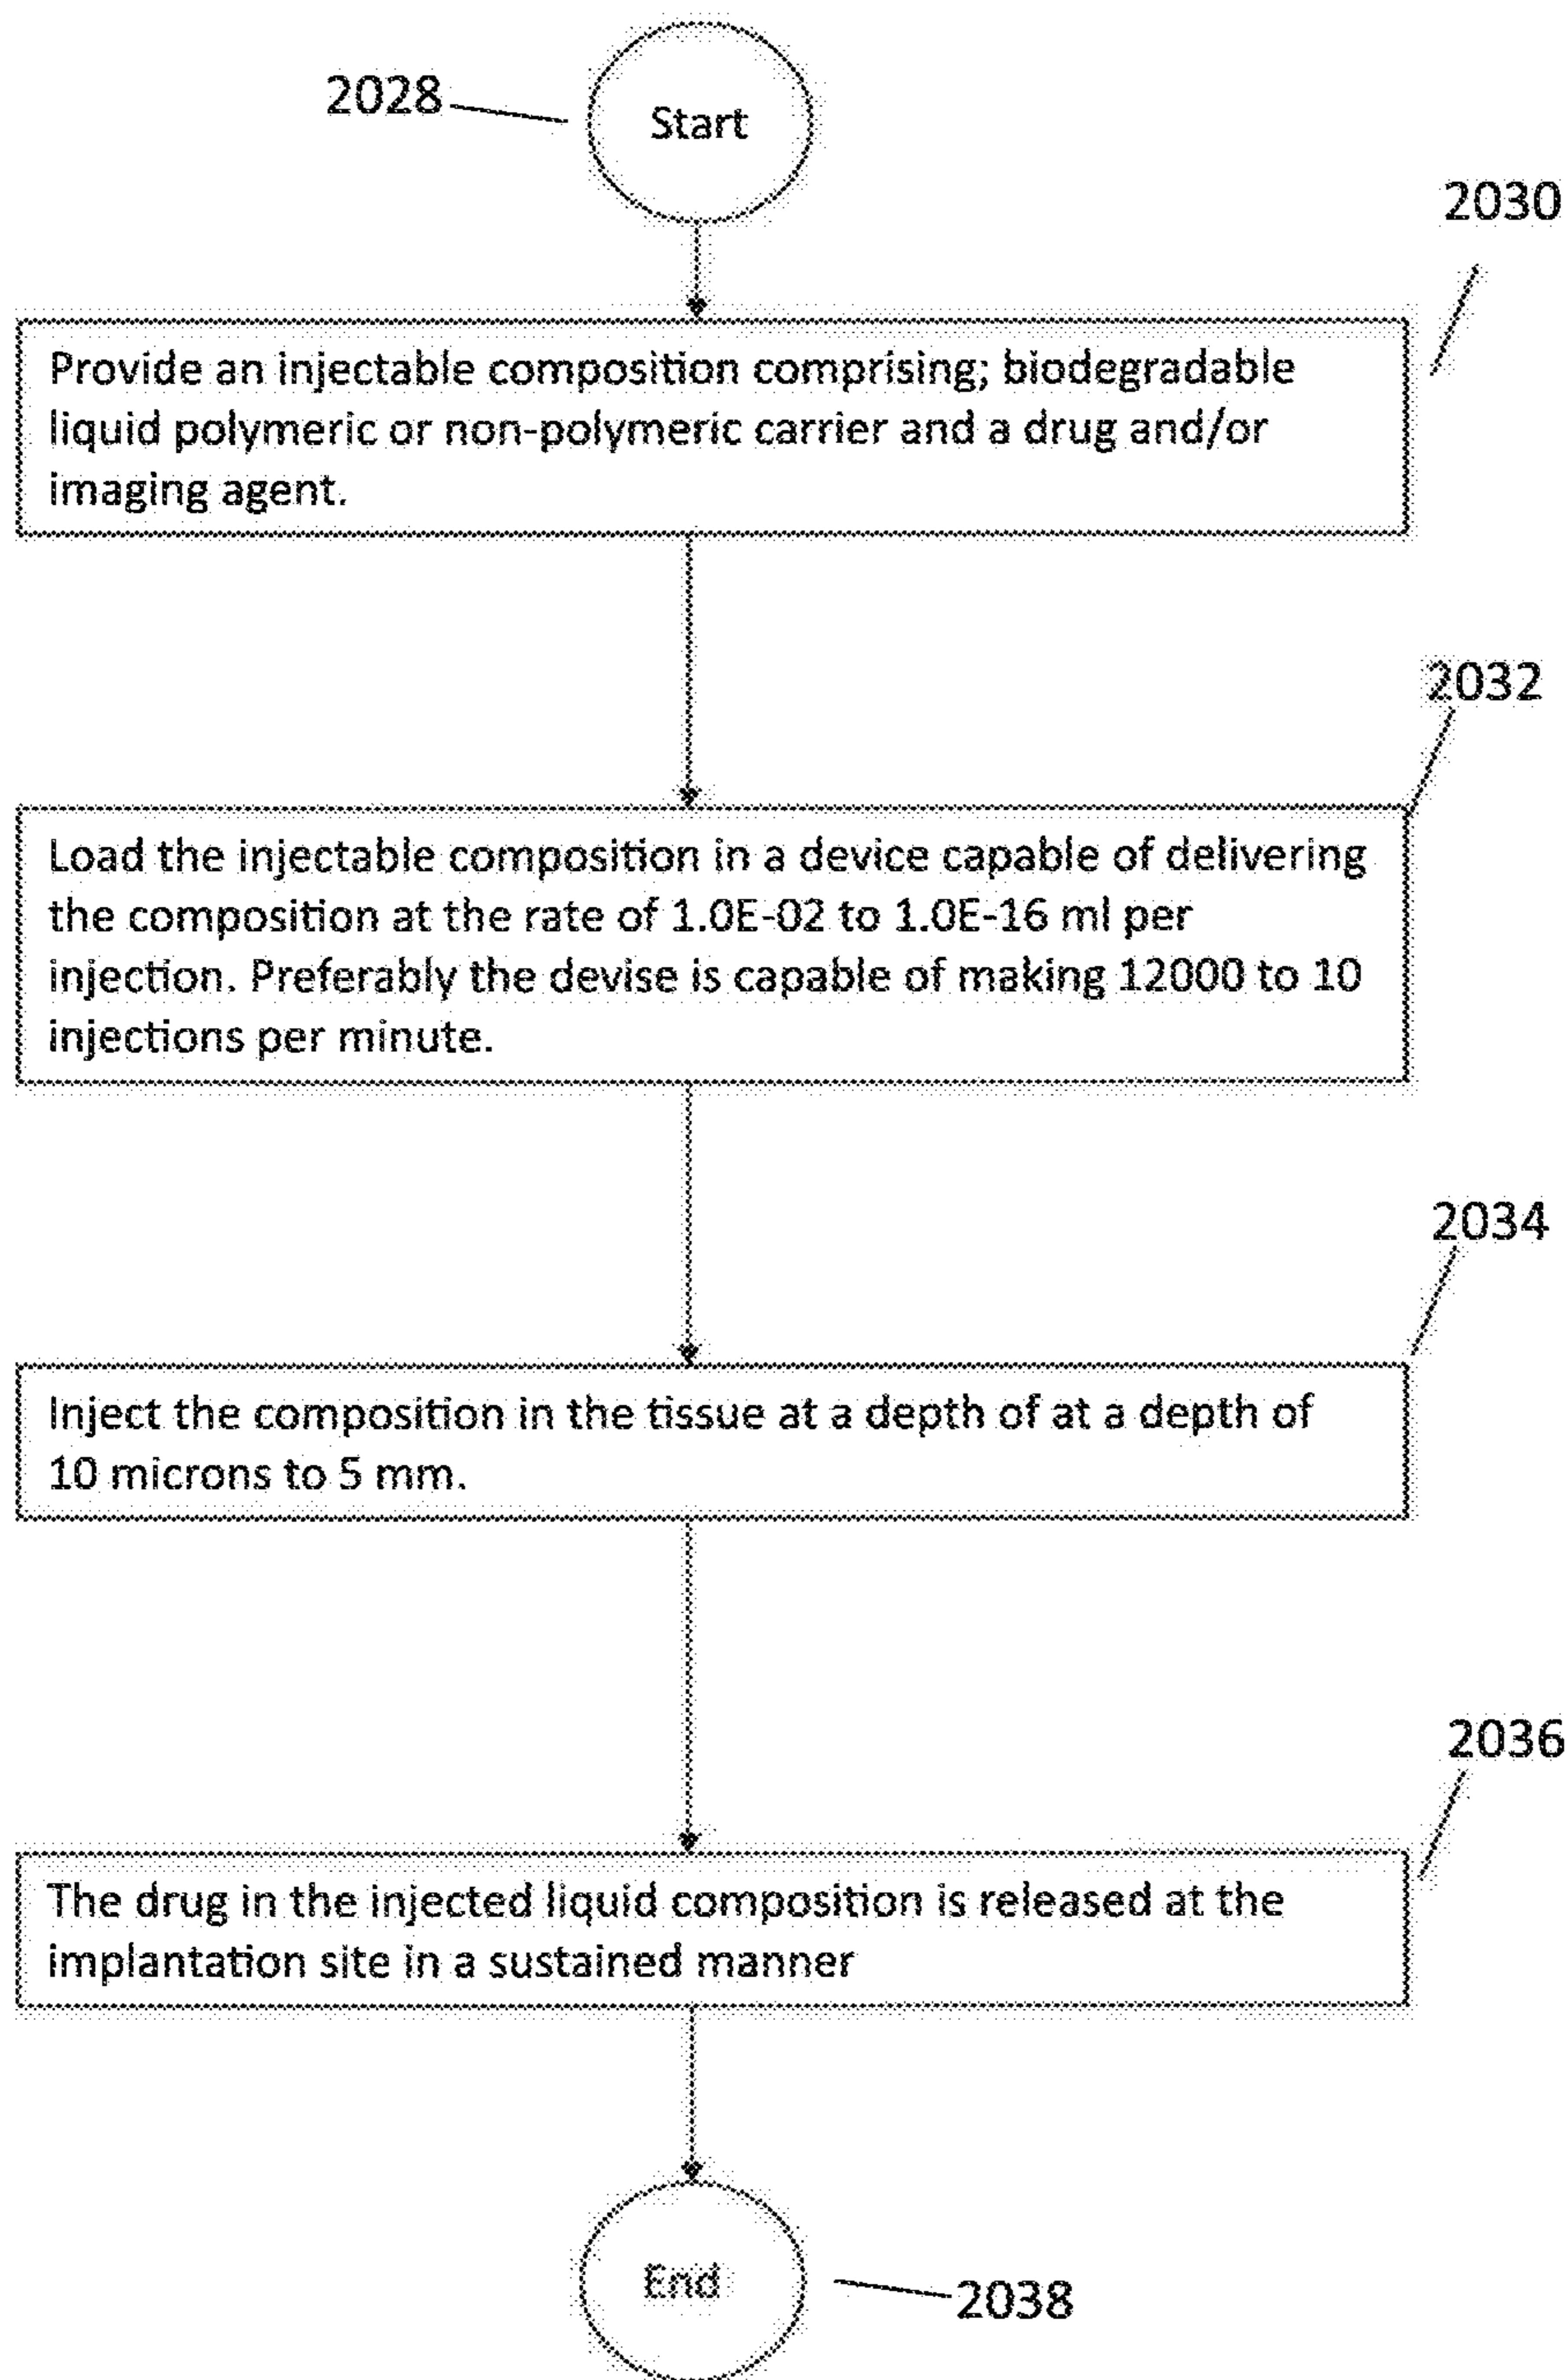 2028
Start
2030
Provide an injectable composition comprising; biodegradable
liquid polymeric or non-polymeric carrier and a drug and/or
imaging agent.
2032
Load the injectable composition in a device capable of delivering
the composition at the rate of 1.0E-02 to 1.0E-16 ml per
injection. Preferably the devise is capable of making 12000 to 10
injections per minute.
2034
Inject the composition in the tissue at a depth of at a depth of
10 microns to 5 mm.
2036
The drug in the injected liquid composition is released at the
implantation site in a sustained manner
End
2038